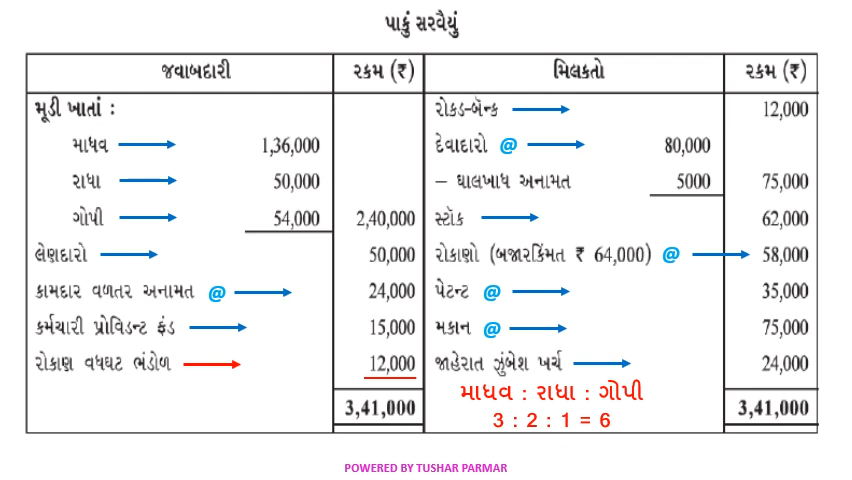 પાકું સરવૈયું
જવાબદારી રકમ (₹) મિલકતો રકમ (₹)
મૂડી ખાતાં : રોકડ-બૅન્ક 12,000
માધવ 1,36,000 દેવાદારો @ 80,000
રાધા 50,000 – ઘાલખાધ અનામત 5000 75,000
ગોપી 54,000 2,40,000 સ્ટૉક 62,000
લેણદારો 50,000 રોકાણો (બજારકિંમત ₹ 64,000) @ 58,000
કામદાર વળતર અનામત @ 24,000 પેટન્ટ @ 35,000
કર્મચારી પ્રોવિડન્ટ ફંડ 15,000 મકાન @ 75,000
રોકાણ વધઘટ ભંડોળ 12,000 જાહેરાત ઝુંબેશ ખર્ચ 24,000
માધવ : રાધા : ગોપી
3,41,000 3,41,000
3 : 2 : 1 = 6
POWERED BY TUSHAR PARMAR